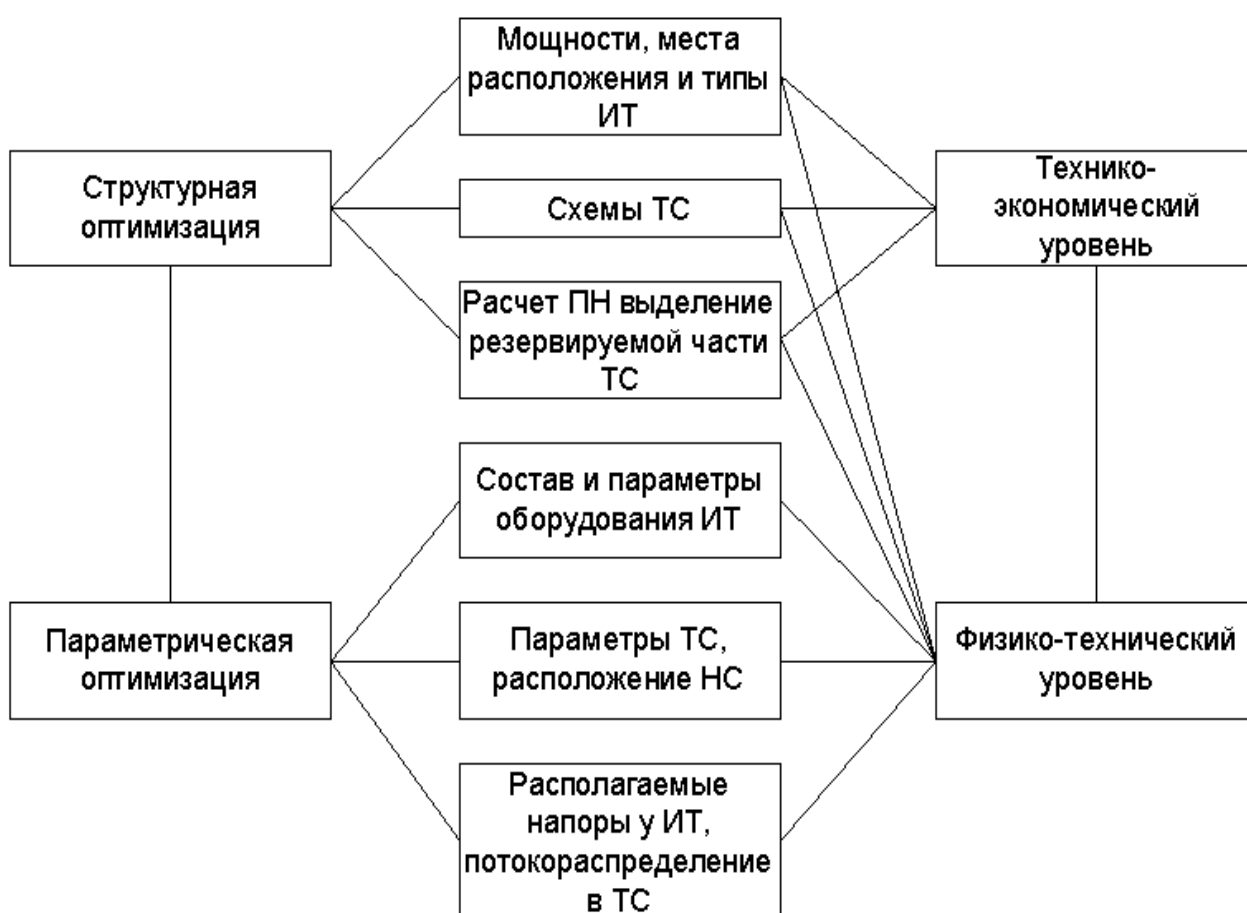 Мощности, места
расположения и типы
ИТ
Структурная
оптимизация
Схемы ТС
Технико-
экономический
уровень
Расчет ПН выделение
резервируемой части
ТС
Состав и параметры
оборудования ИТ
Параметрическая
оптимизация
Параметры ТС,
расположение НС
Физико-технический
уровень
Располагаемые
напоры у ИТ,
потокораспределение
в ТС